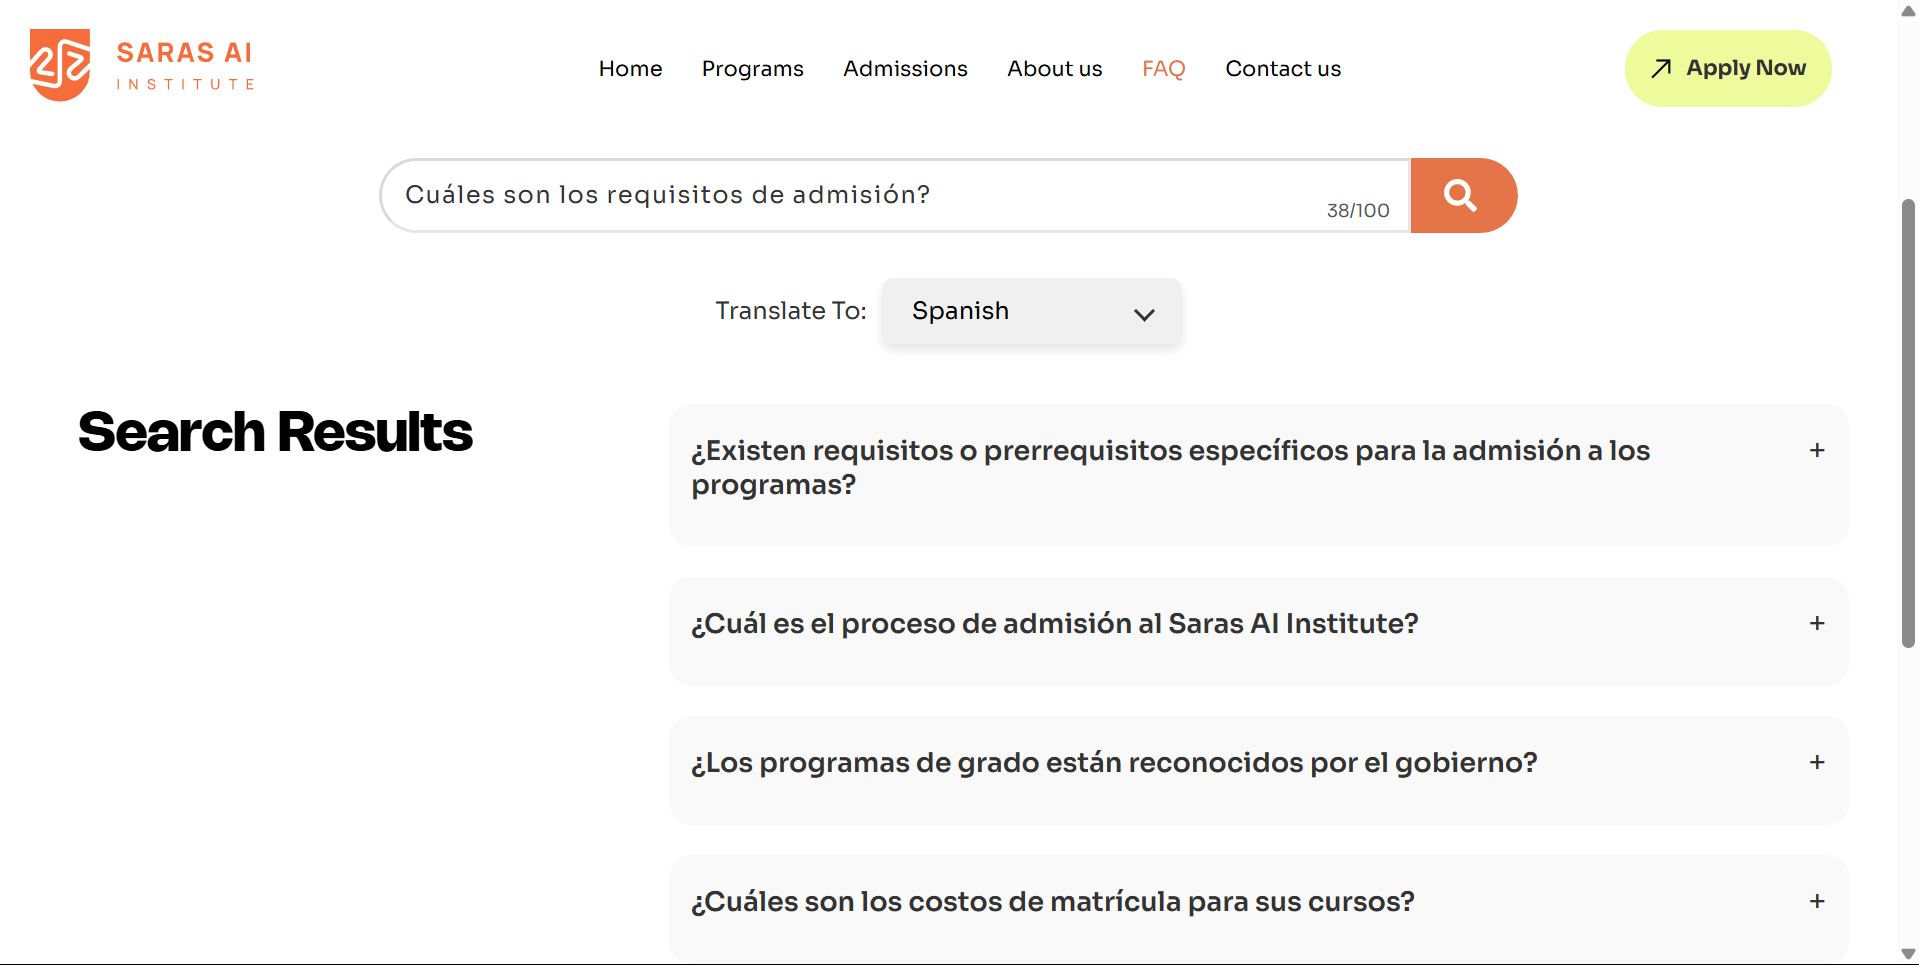 SARAS AI
INSTITUTE
Home Programs Admissions About us FAQ Contact us
Apply Now
Cuáles son los requisitos de admisión?
38/100
Translate To: Spanish
Search Results
¿Existen requisitos o prerrequisitos específicos para la admisión a los
programas?
+
¿Cuál es el proceso de admisión al Saras AI Institute?
+
¿Los programas de grado están reconocidos por el gobierno?
+
¿Cuáles son los costos de matrícula para sus cursos?
+